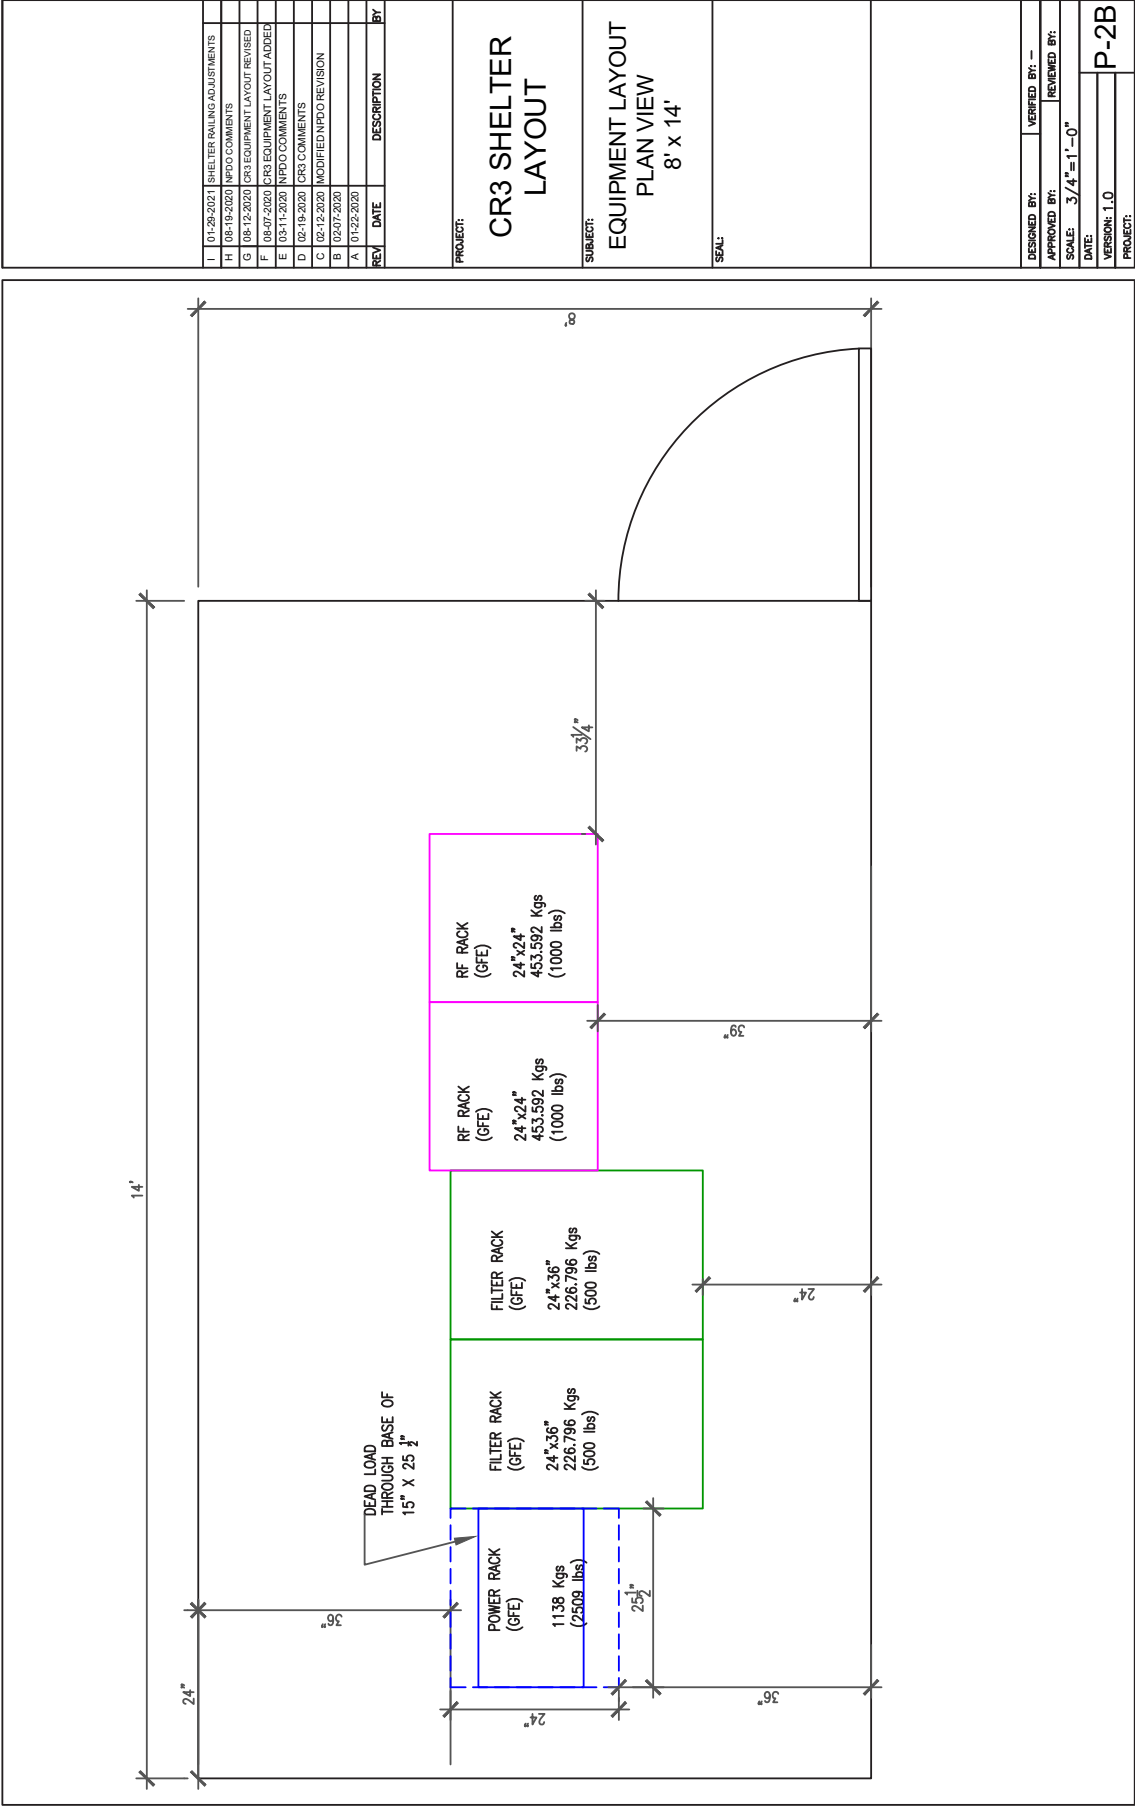 I 01-29-2021 SHELTER RAILING ADJUSTMENTS
H 08-19-2020 NPDO COMMENTS
G 08-12-2020 CR3 EQUIPMENT LAYOUT REVISED
F 08-07-2020 CR3 EQUIPMENT LAYOUT ADDED
E 03-11-2020 NPDO COMMENTS
D 02-19-2020 CR3 COMMENTS
C 02-12-2020 MODIFIED NPDO REVISION
B 02-07-2020
A 01-22-2020
REV DATE DESCRIPTION BY
PROJECT:
CR3 SHELTER
LAYOUT
SUBJECT:
EQUIPMENT LAYOUT
PLAN VIEW
8' x 14'
SEAL:
DESIGNED BY: VERIFIED BY: —
APPROVED BY: REVIEWED BY:
SCALE: 3/4"=1'-0"
DATE:
VERSION: 1.0
PROJECT:
P-2B
14'
24"
8'
36"
DEAD LOAD
THROUGH BASE OF
15" X 25 1/2"
POWER RACK
(GFE)
1138 Kgs
(2509 lbs)
FILTER RACK
(GFE)
24"x36"
226.796 Kgs
(500 lbs)
FILTER RACK
(GFE)
24"x36"
226.796 Kgs
(500 lbs)
RF RACK
(GFE)
24"x24"
453.592 Kgs
(1000 lbs)
RF RACK
(GFE)
24"x24"
453.592 Kgs
(1000 lbs)
33 1/4"
24"
25 1/2"
36"
24"
39"